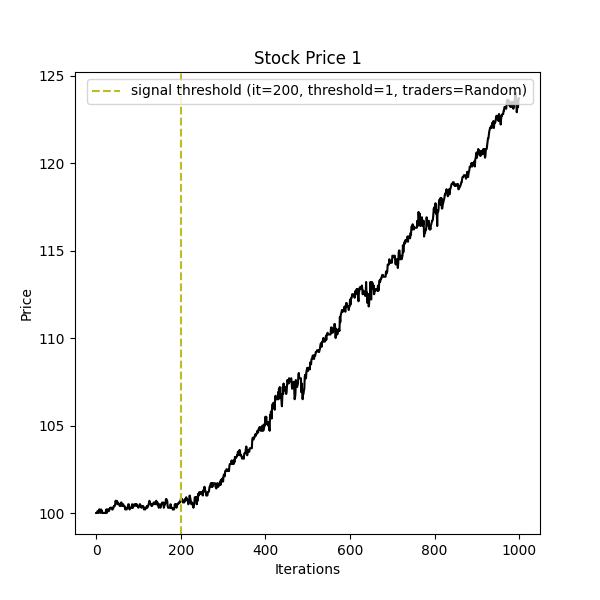 Stock Price 1
signal threshold (it=200, threshold=1, traders=Random)
125
120
115
110
105
100
Price
0 200 400 600 800 1000
Iterations